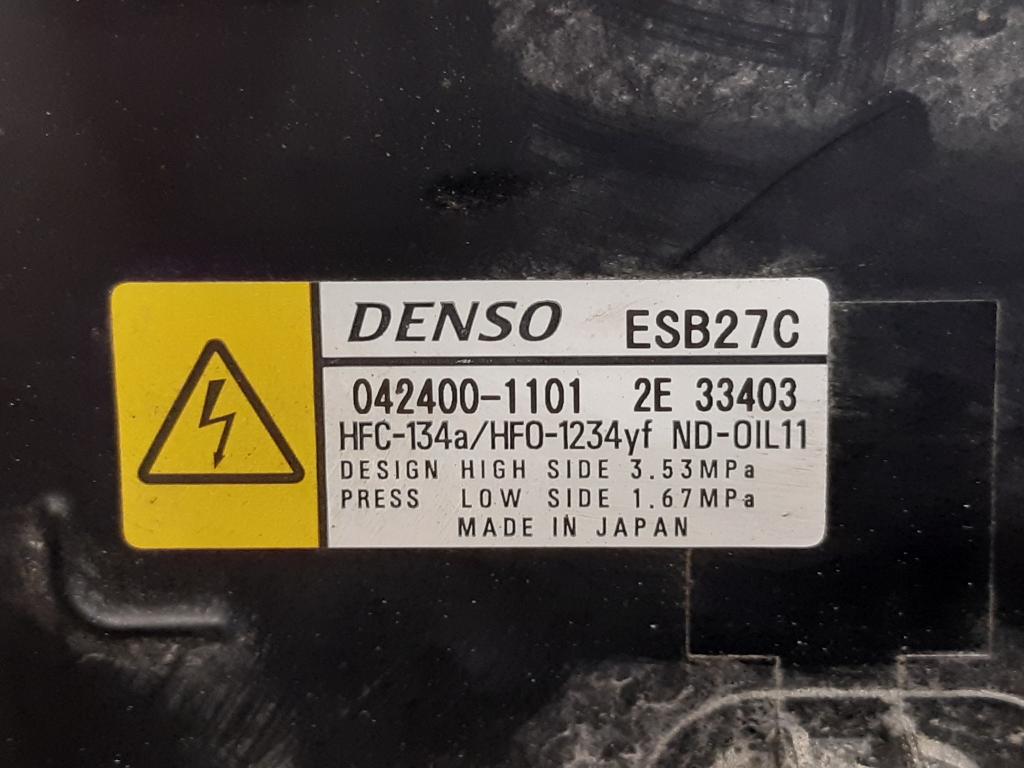 DENSO ESB27C
042400-1101 2E 33403
HFC-134a/HFO-1234yf ND-OIL11
DESIGN HIGH SIDE 3.53MPa
PRESS LOW SIDE 1.67MPa
MADE IN JAPAN